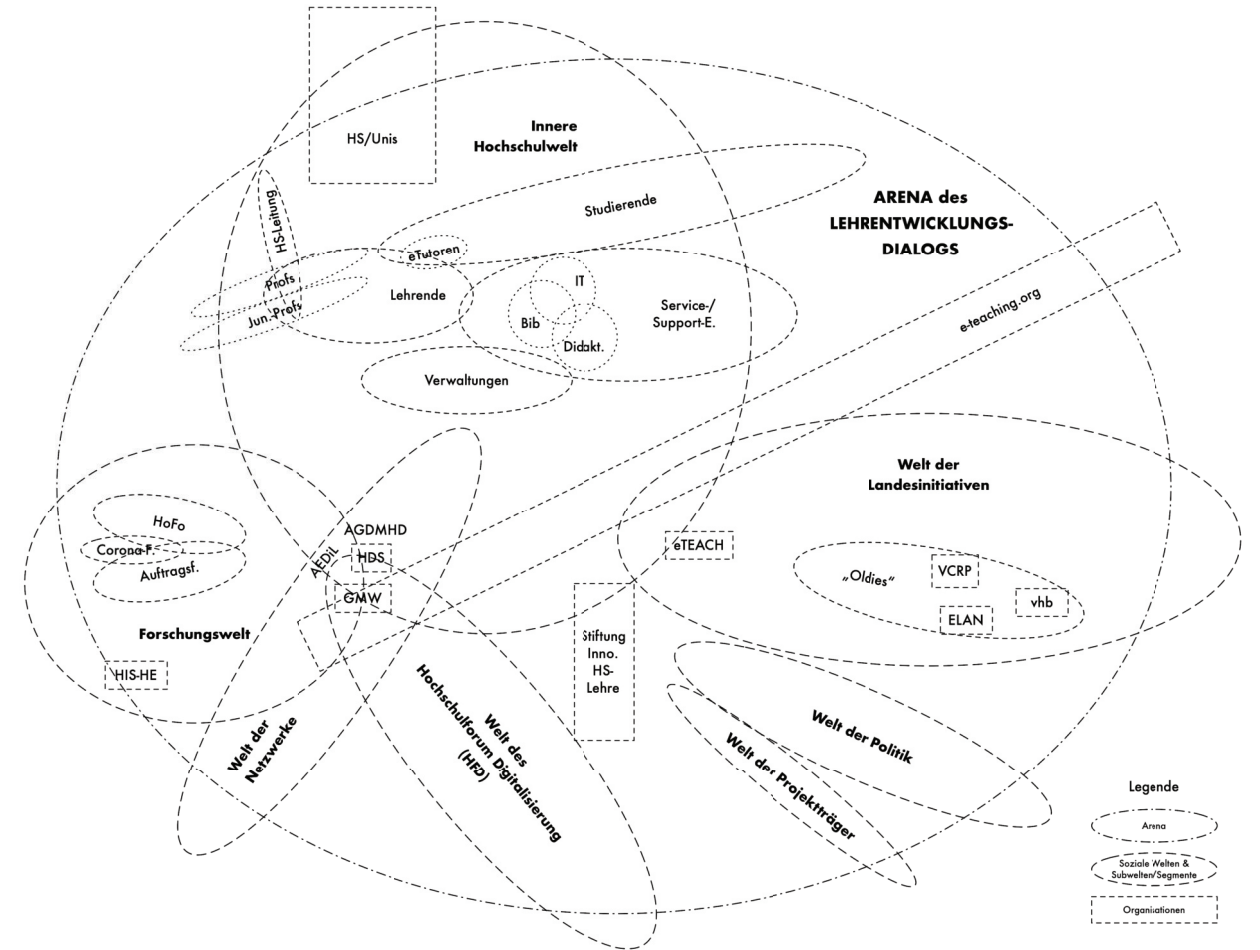 HS/Unis
Innere
Hochschulwelt
HS-Leitung
Studierende
ARENA des
LEHRENTWICKLUNGS-
DIALOGS
eTutoren
Profs
Jun.-Profs
Lehrende
IT
Bib
Didakt.
Service-/
Support-E.
e-teaching.org
Verwaltungen
Welt der
Landesinitiativen
HoFo
Corona-F.
Auftragsf.
AGDMHD
AEDiL
HDS
GMW
eTEACH
„Oldies“
VCRP
vhb
ELAN
Forschungswelt
HIS-HE
Stiftung
Inno.
HS-
Lehre
Welt der
Netzwerke
Welt des
Hochschulforum Digitalisierung
(HFD)
Welt der Politik
Welt der Projektträger
Legende
Arena
Soziale Welten &
Subwelten/Segmente
Organisationen